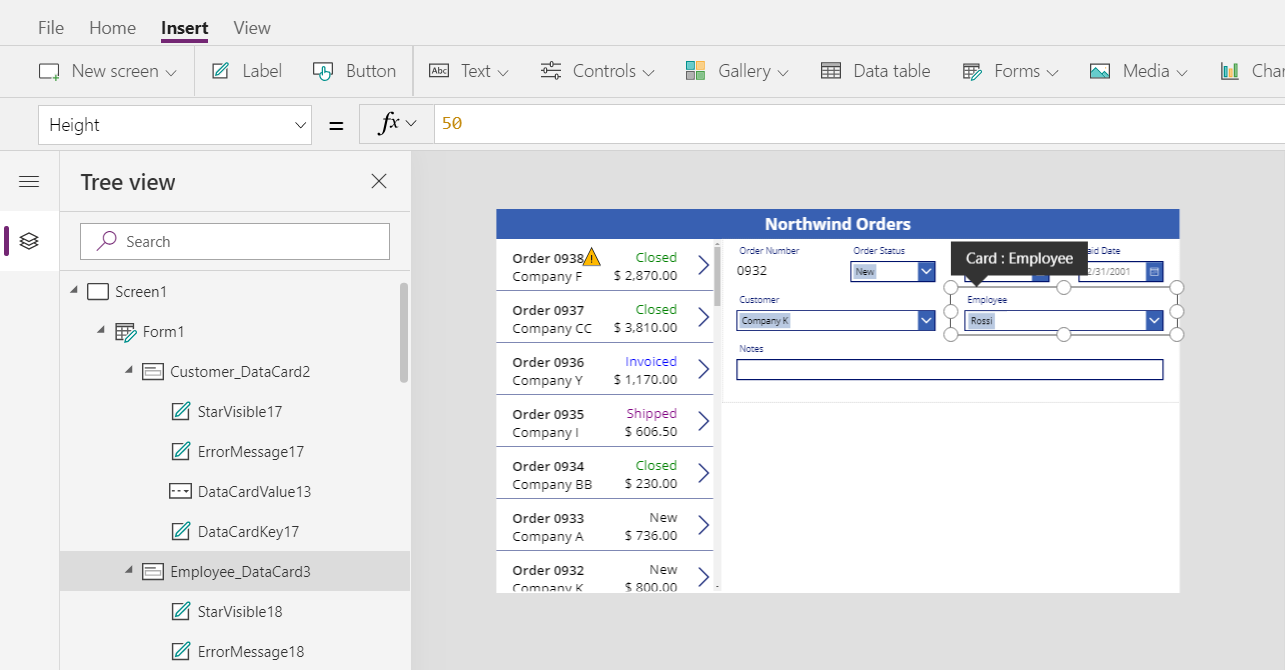 File Home Insert View
New screen Label Button Abc Text Controls Gallery Data table Forms Media
Height = fx 50
Tree view
Search
Screen1
Form1
Customer_DataCard2
StarVisible17
ErrorMessage17
DataCardValue13
DataCardKey17
Employee_DataCard3
StarVisible18
ErrorMessage18
Northwind Orders
Order 0938 Closed
Company F $ 2,870.00
Order 0937 Closed
Company CC $ 3,810.00
Order 0936 Invoiced
Company Y $ 1,170.00
Order 0935 Shipped
Company I $ 606.50
Order 0934 Closed
Company BB $ 230.00
Order 0933 New
Company A $ 736.00
Order 0932 New
Company K $ 800.00
Order Number Order Status Date
0932 New 2/31/2001
Card : Employee
Customer Employee
Company K Rossi
Notes